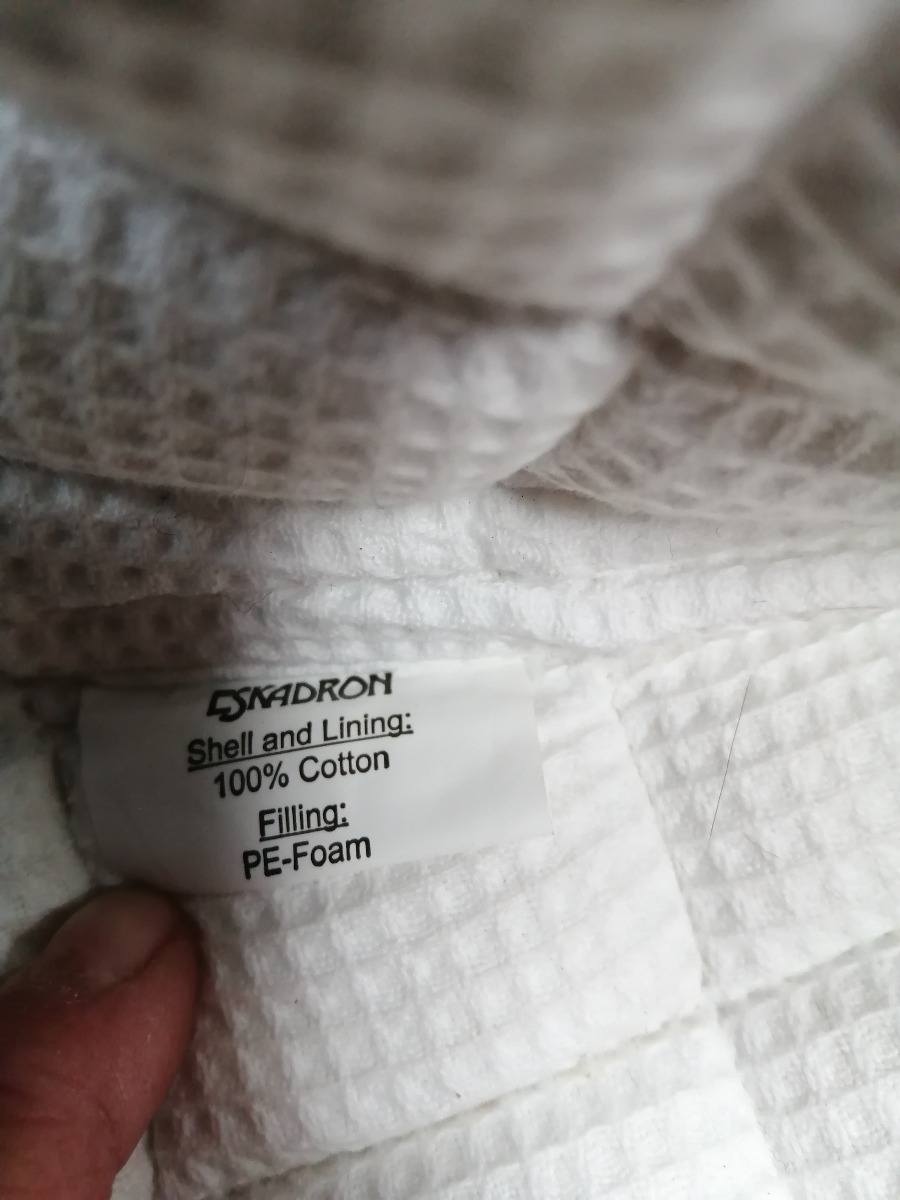 ESKADRON
Shell and Lining:
100% Cotton
Filling:
PE-Foam